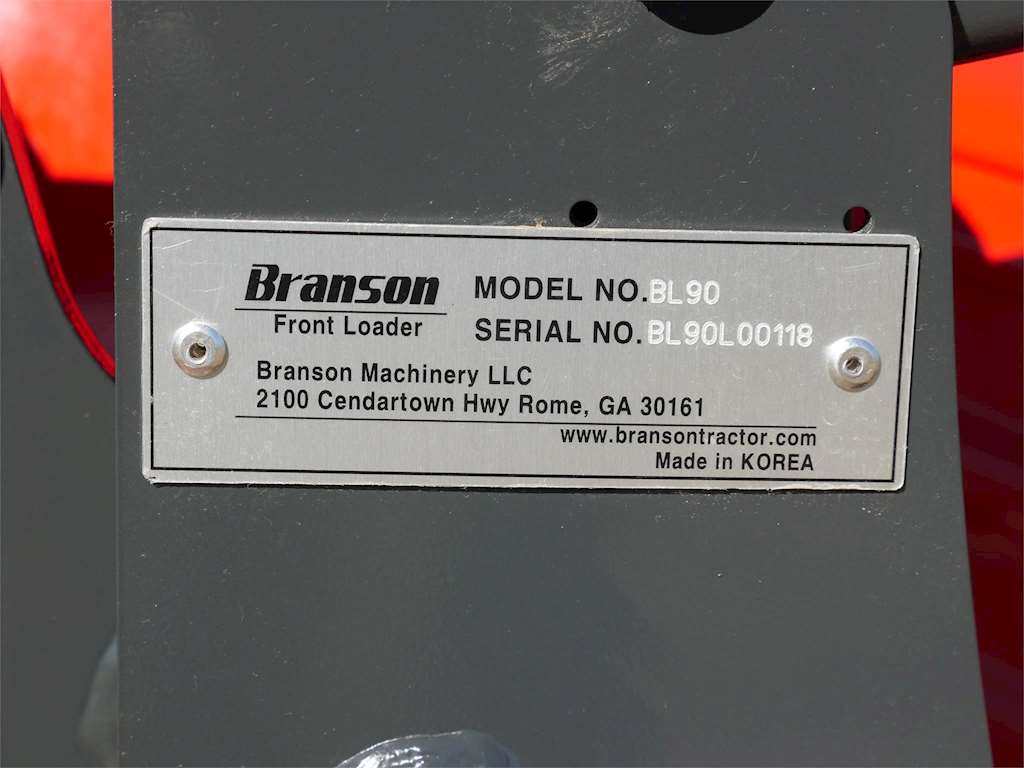 Branson MODEL NO. BL90
Front Loader SERIAL NO. BL90L00118
Branson Machinery LLC
2100 Cendartown Hwy Rome, GA 30161
www.bransontractor.com
Made in KOREA